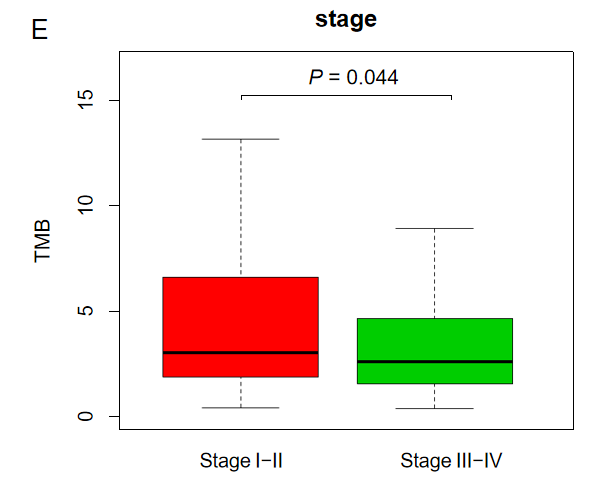 E
stage
P = 0.044
15
10
5
0
TMB
Stage I−II
Stage III−IV